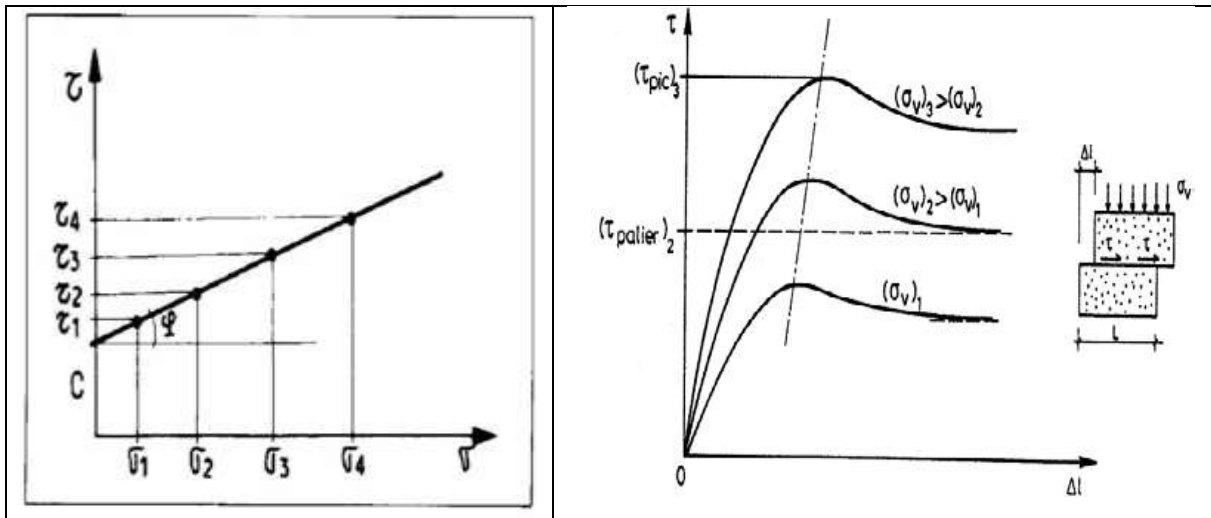 τ
τ4
τ3
τ2
τ1
φ
C
σ1
σ2
σ3
σ4
σ
τ
(τpic)3
(σv)3>(σv)2
(σv)2>(σv)1
(τpalier)2
(σv)1
Δl
σv
τ
τ
L
0
Δl